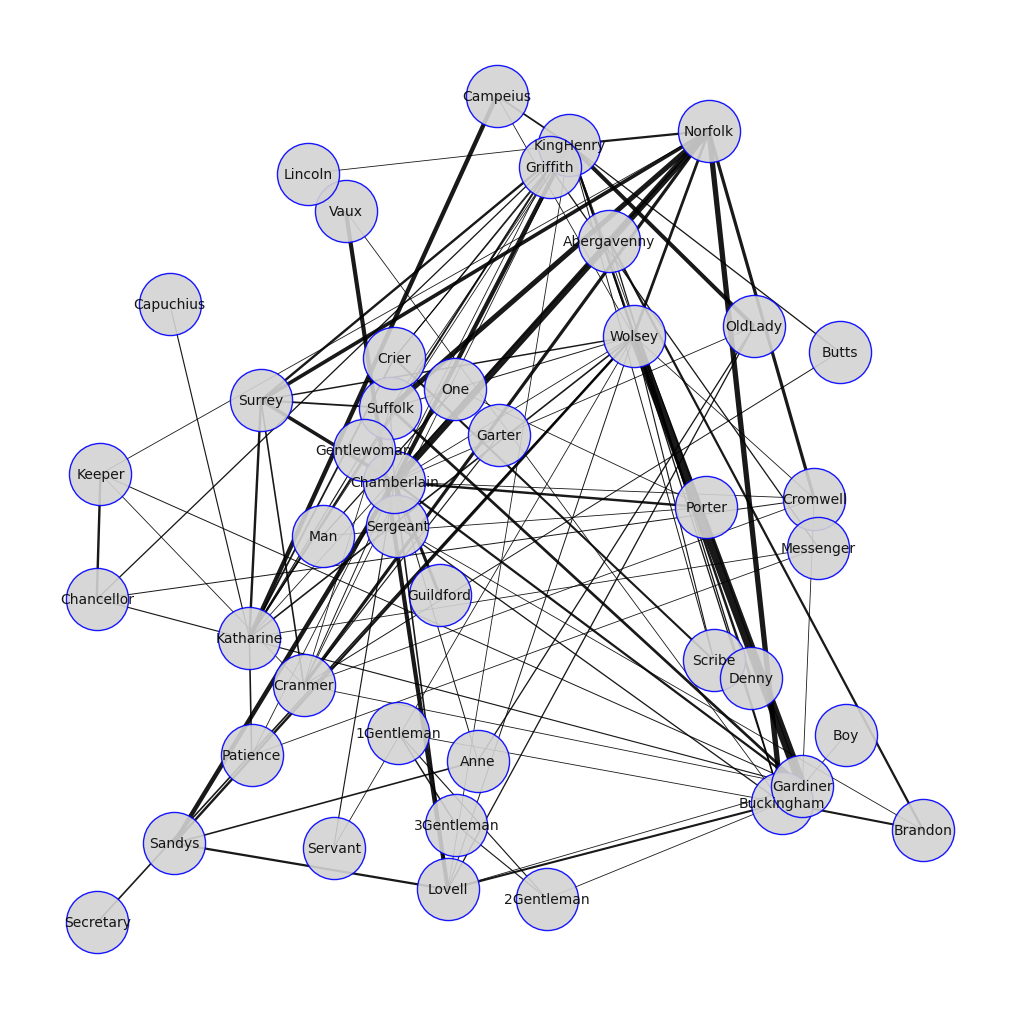 Campeius
Norfolk
KingHenry
Griffith
Lincoln
Vaux
Abergavenny
Capuchius
OldLady
Wolsey
Butts
Crier
One
Surrey
Suffolk
Garter
Gentlewoman
Keeper
Chamberlain
Cromwell
Porter
Sergeant
Man
Messenger
Guildford
Chancellor
Katharine
Scribe
Denny
Cranmer
1Gentleman
Boy
Patience
Anne
Gardiner
Buckingham
3Gentleman
Brandon
Sandys
Servant
Lovell
2Gentleman
Secretary